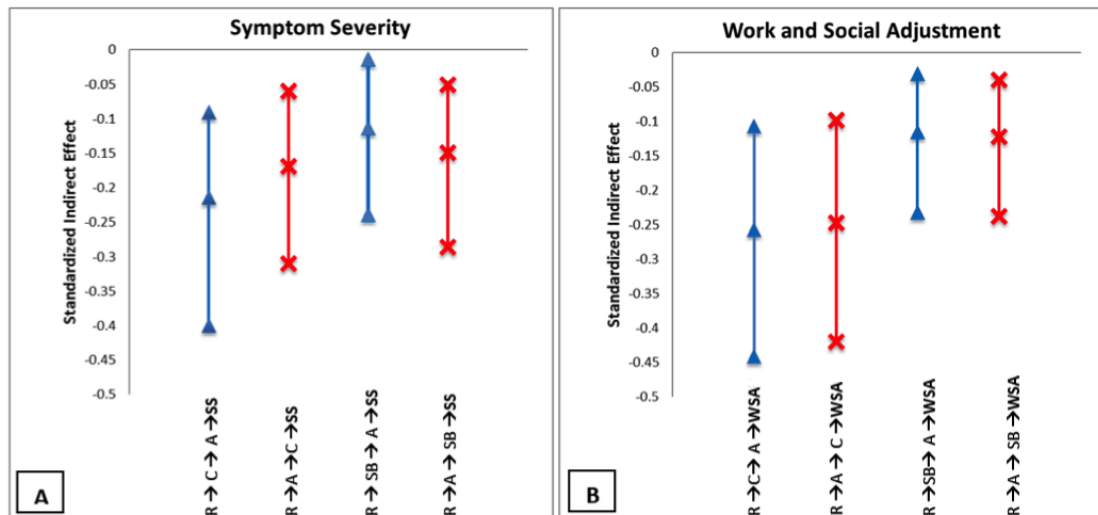 Symptom Severity
Standardized Indirect Effect
0
-0.05
-0.1
-0.15
-0.2
-0.25
-0.3
-0.35
-0.4
-0.45
-0.5
R→C→A→SS
R→A→C→SS
R→SB→A→SS
R→A→SB→SS
A
Work and Social Adjustment
Standardized Indirect Effect
0
-0.05
-0.1
-0.15
-0.2
-0.25
-0.3
-0.35
-0.4
-0.45
-0.5
R→C→A→WSA
R→A→C→WSA
R→SB→A→WSA
R→A→SB→WSA
B